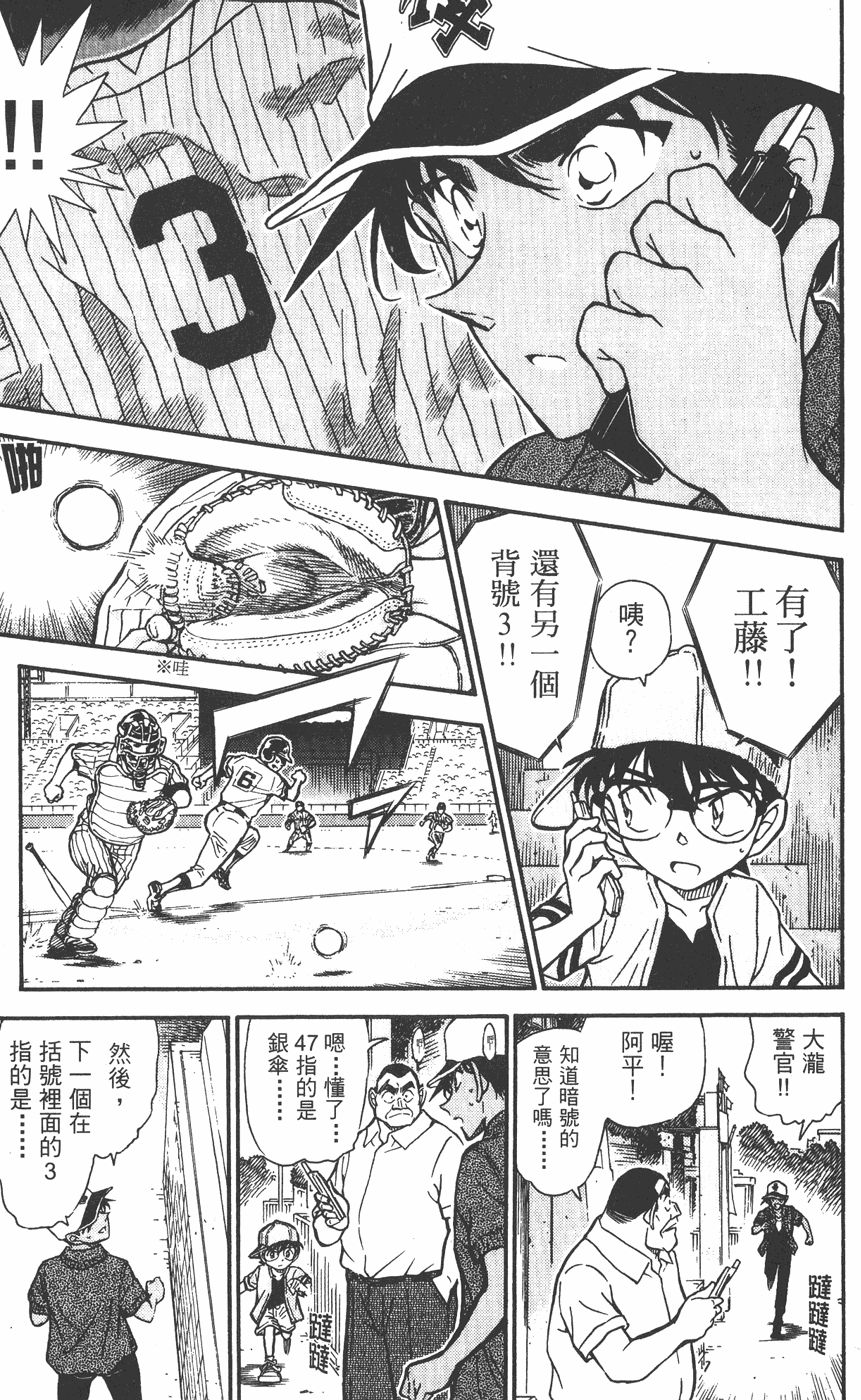 !!
3
啪
有了!
工藤!!
咦?
還有另一個
背號3!!
※哇
6
大瀧
警官!!
喔!
阿平!
知道暗號的
意思了嗎……
躂躂躂
嗯…懂了…
47指的是
銀傘……
躂躂
然後,
下一個在
括號裡面的3
指的是……